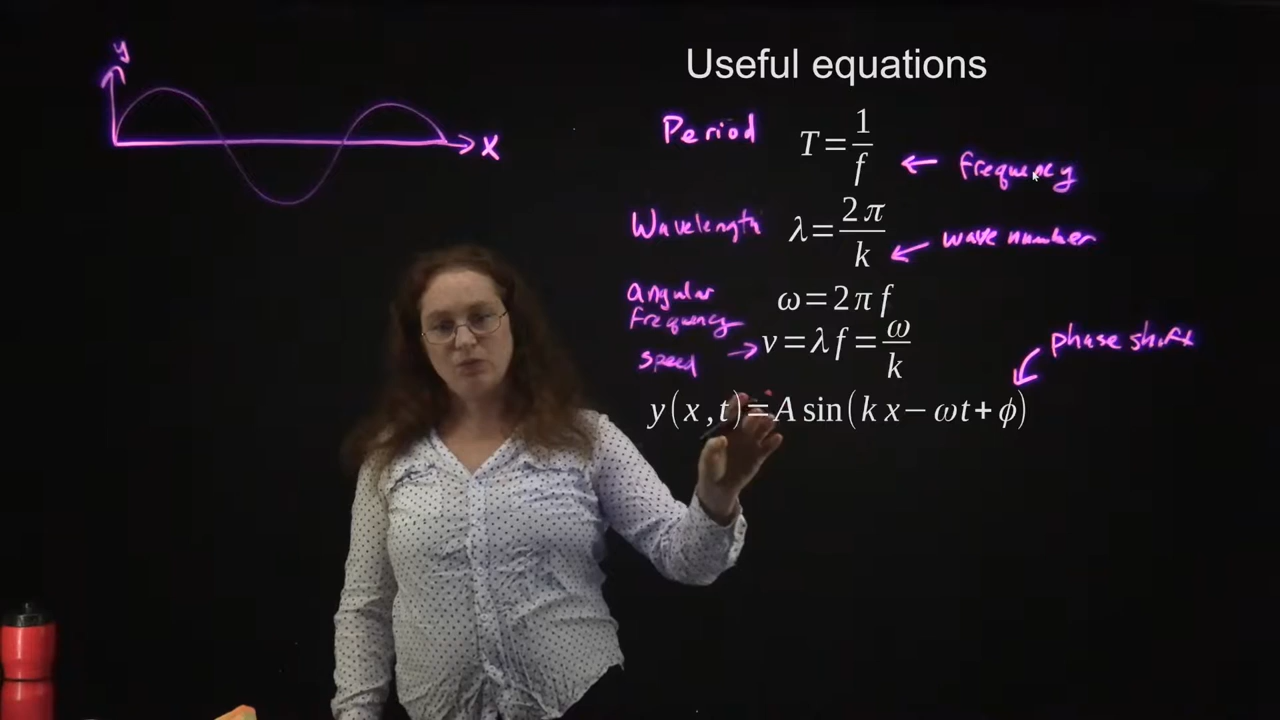 y
x
Useful equations
Period T = 1/f ← frequency
Wavelength λ = 2π/k ← wave number
angular
frequency ω = 2πf
speed → v = λf = ω/k
phase shift
y(x,t) = A sin(kx − ωt + ϕ)